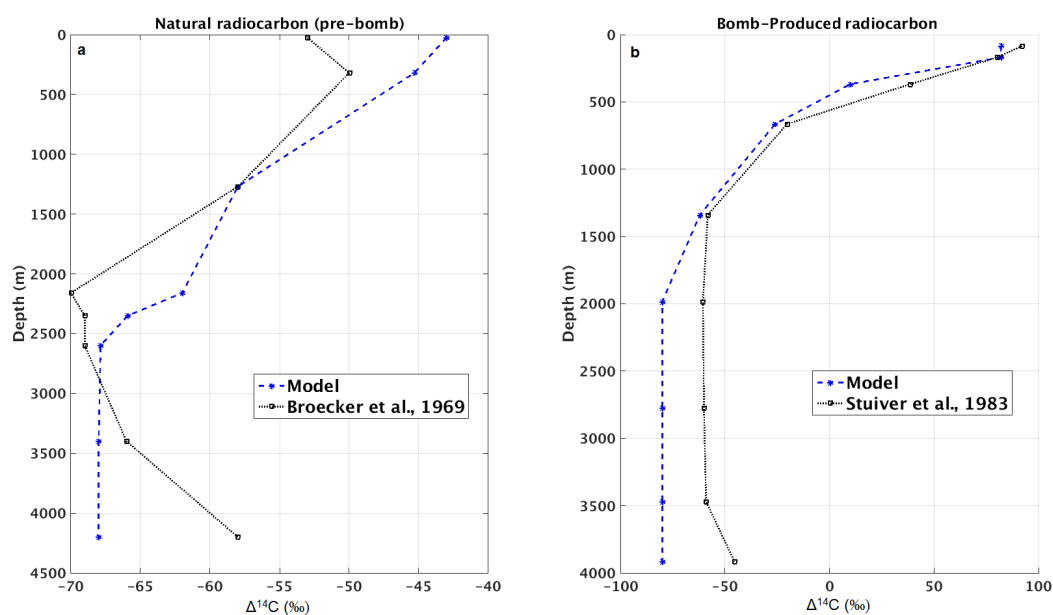 Natural radiocarbon (pre-bomb)
a
0
500
1000
1500
2000
2500
3000
3500
4000
4500
Depth (m)
Model
Broecker et al., 1969
−70 −65 −60 −55 −50 −45 −40
Δ14C (‰)
Bomb-Produced radiocarbon
b
0
500
1000
1500
2000
2500
3000
3500
4000
Depth (m)
Model
Stuiver et al., 1983
−100 −50 0 50 100
Δ14C (‰)